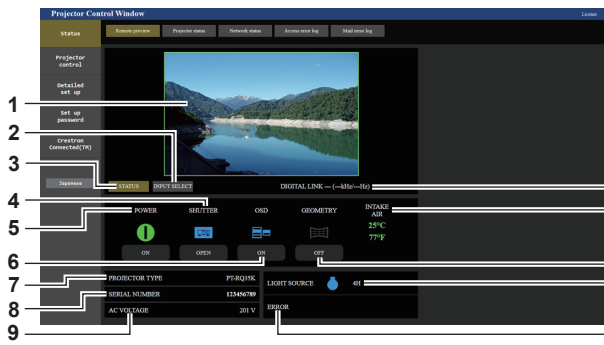 Projector Control Window
License
Status
Remote preview
Projector status
Network status
Access error log
Mail error log
Projector
control
Detailed
set up
Set up
password
Crestron
Connected(TM)
Japanese
1
2
3
4
5
6
7
8
9
STATUS
INPUT SELECT
DIGITAL LINK --- (---kHz/---Hz)
POWER
SHUTTER
OSD
GEOMETRY
INTAKE
AIR
25°C
77°F
ON
OPEN
ON
OFF
PROJECTOR TYPE
PT-RQ35K
SERIAL NUMBER
123456789
AC VOLTAGE
201 V
LIGHT SOURCE
4H
ERROR